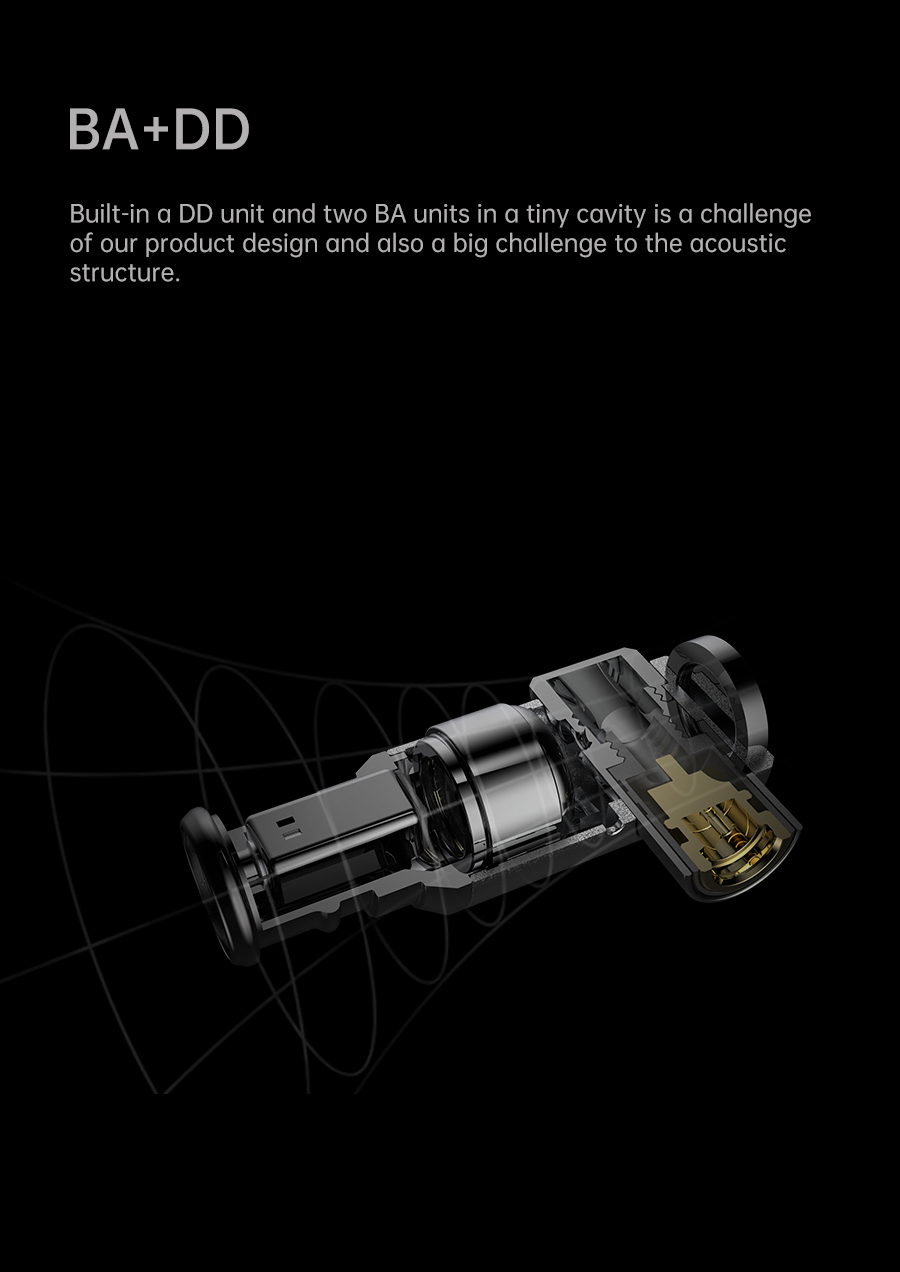 BA+DD
Built-in a DD unit and two BA units in a tiny cavity is a challenge
of our product design and also a big challenge to the acoustic
structure.